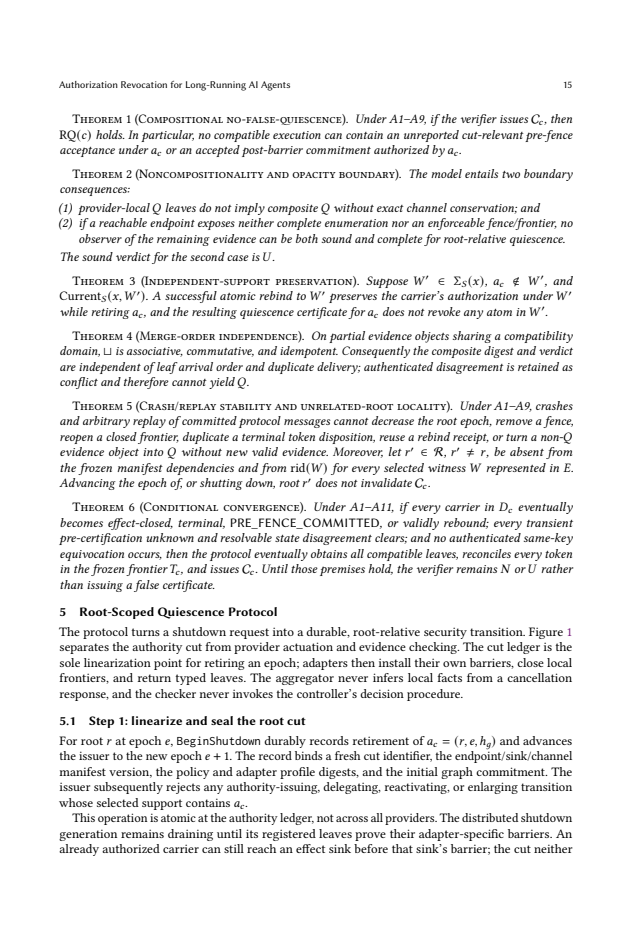 Authorization Revocation for Long-Running AI Agents 15
Theorem 1 (Compositional no-false-quiescence). Under A1–A9, if the verifier issues C_c, then
RQ(c) holds. In particular, no compatible execution can contain an unreported cut-relevant pre-fence
acceptance under a_c or an accepted post-barrier commitment authorized by a_c.
Theorem 2 (Noncompositionality and opacity boundary). The model entails two boundary
consequences:
(1) provider-local Q leaves do not imply composite Q without exact channel conservation; and
(2) if a reachable endpoint exposes neither complete enumeration nor an enforceable fence/frontier, no
observer of the remaining evidence can be both sound and complete for root-relative quiescence.
The sound verdict for the second case is U.
Theorem 3 (Independent-support preservation). Suppose W′ ∈ Σ_S(x), a_c ∉ W′, and
Current_S(x, W′). A successful atomic rebind to W′ preserves the carrier's authorization under W′
while retiring a_c, and the resulting quiescence certificate for a_c does not revoke any atom in W′.
Theorem 4 (Merge-order independence). On partial evidence objects sharing a compatibility
domain, ⊔ is associative, commutative, and idempotent. Consequently the composite digest and verdict
are independent of leaf arrival order and duplicate delivery; authenticated disagreement is retained as
conflict and therefore cannot yield Q.
Theorem 5 (Crash/replay stability and unrelated-root locality). Under A1–A9, crashes
and arbitrary replay of committed protocol messages cannot decrease the root epoch, remove a fence,
reopen a closed frontier, duplicate a terminal token disposition, reuse a rebind receipt, or turn a non-Q
evidence object into Q without new valid evidence. Moreover, let r′ ∈ R, r′ ≠ r, be absent from
the frozen manifest dependencies and from rid(W) for every selected witness W represented in E.
Advancing the epoch of, or shutting down, root r′ does not invalidate C_c.
Theorem 6 (Conditional convergence). Under A1–A11, if every carrier in D_c eventually
becomes effect-closed, terminal, PRE_FENCE_COMMITTED, or validly rebound; every transient
pre-certification unknown and resolvable state disagreement clears; and no authenticated same-key
equivocation occurs, then the protocol eventually obtains all compatible leaves, reconciles every token
in the frozen frontier T_c, and issues C_c. Until those premises hold, the verifier remains N or U rather
than issuing a false certificate.
5 Root-Scoped Quiescence Protocol
The protocol turns a shutdown request into a durable, root-relative security transition. Figure 1
separates the authority cut from provider actuation and evidence checking. The cut ledger is the
sole linearization point for retiring an epoch; adapters then install their own barriers, close local
frontiers, and return typed leaves. The aggregator never infers local facts from a cancellation
response, and the checker never invokes the controller's decision procedure.
5.1 Step 1: linearize and seal the root cut
For root r at epoch e, BeginShutdown durably records retirement of a_c = (r, e, h_g) and advances
the issuer to the new epoch e + 1. The record binds a fresh cut identifier, the endpoint/sink/channel
manifest version, the policy and adapter profile digests, and the initial graph commitment. The
issuer subsequently rejects any authority-issuing, delegating, reactivating, or enlarging transition
whose selected support contains a_c.
This operation is atomic at the authority ledger, not across all providers. The distributed shutdown
generation remains draining until its registered leaves prove their adapter-specific barriers. An
already authorized carrier can still reach an effect sink before that sink's barrier; the cut neither